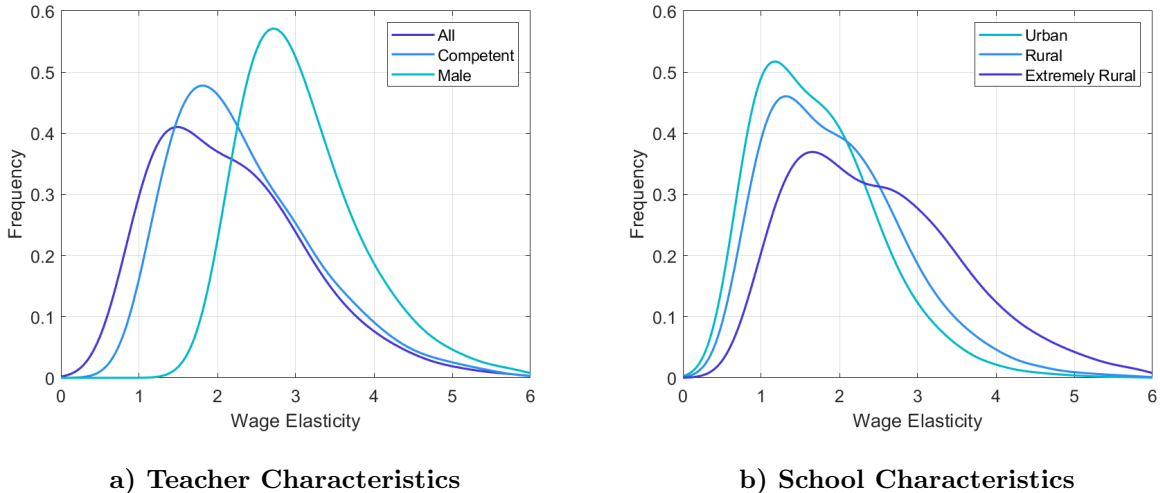 0.6
0.5
0.4
0.3
0.2
0.1
0
Frequency
All
Competent
Male
0 1 2 3 4 5 6
Wage Elasticity
a) Teacher Characteristics
0.6
0.5
0.4
0.3
0.2
0.1
0
Frequency
Urban
Rural
Extremely Rural
0 1 2 3 4 5 6
Wage Elasticity
b) School Characteristics